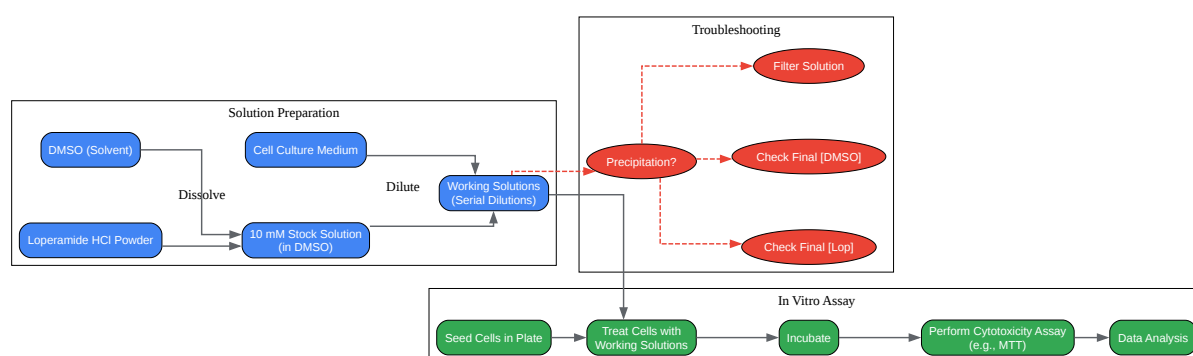 Troubleshooting
Filter Solution
Solution Preparation
DMSO (Solvent)
Cell Culture Medium
Precipitation?
Check Final [DMSO]
Dissolve
Dilute
Working Solutions
(Serial Dilutions)
Loperamide HCl Powder
10 mM Stock Solution
(in DMSO)
Check Final [Lop]
In Vitro Assay
Seed Cells in Plate
Treat Cells with
Working Solutions
Incubate
Perform Cytotoxicity Assay
(e.g., MTT)
Data Analysis